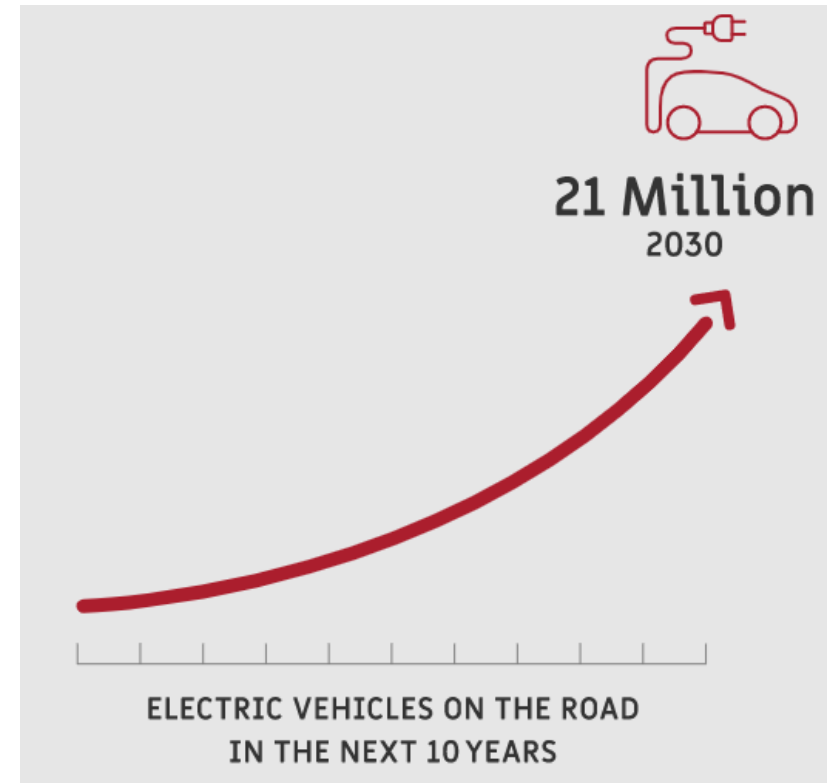 21 Million
2030
ELECTRIC VEHICLES ON THE ROAD
IN THE NEXT 10 YEARS